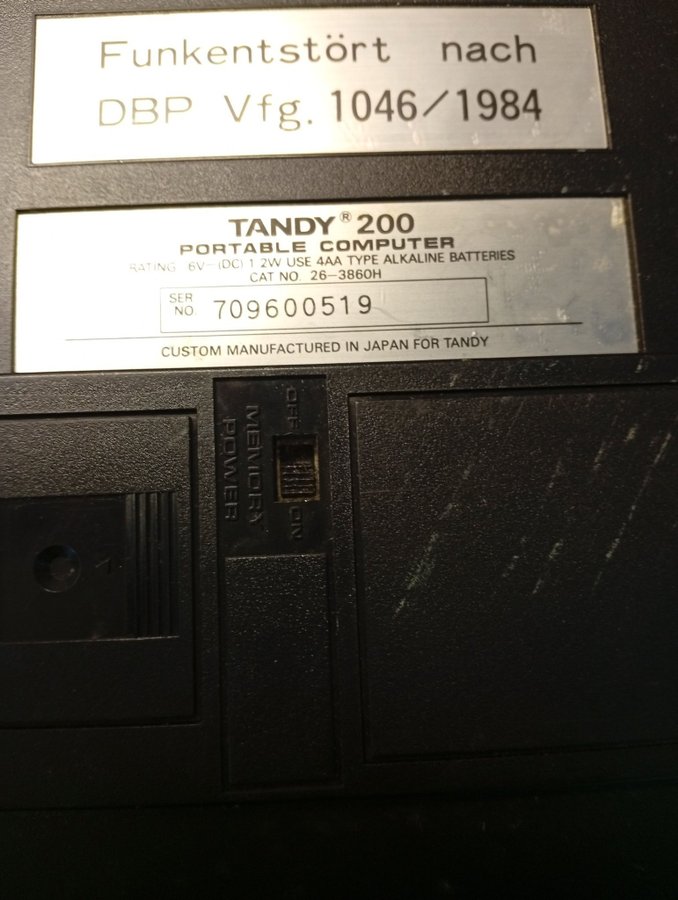 Funkentstört nach
DBP Vfg. 1046/1984
TANDY® 200
PORTABLE COMPUTER
RATING 6V⎓(DC) 1.2W USE 4AA TYPE ALKALINE BATTERIES
CAT NO. 26-3860H
SER NO. 709600519
CUSTOM MANUFACTURED IN JAPAN FOR TANDY
OFF
MEMORY
POWER
ON